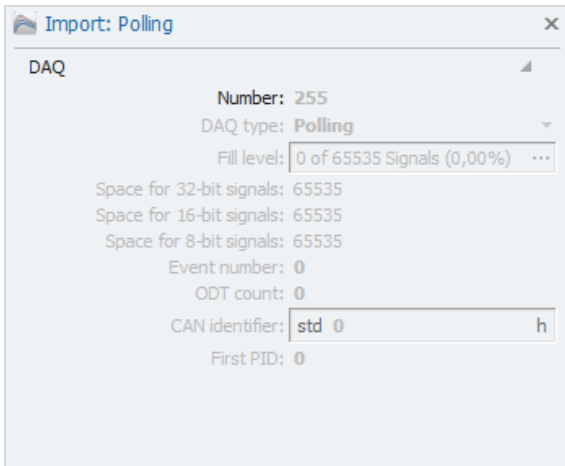 Import: Polling
DAQ
Number: 255
DAQ type: Polling
Fill level: 0 of 65535 Signals (0,00%) ...
Space for 32-bit signals: 65535
Space for 16-bit signals: 65535
Space for 8-bit signals: 65535
Event number: 0
ODT count: 0
CAN identifier: std 0 h
First PID: 0